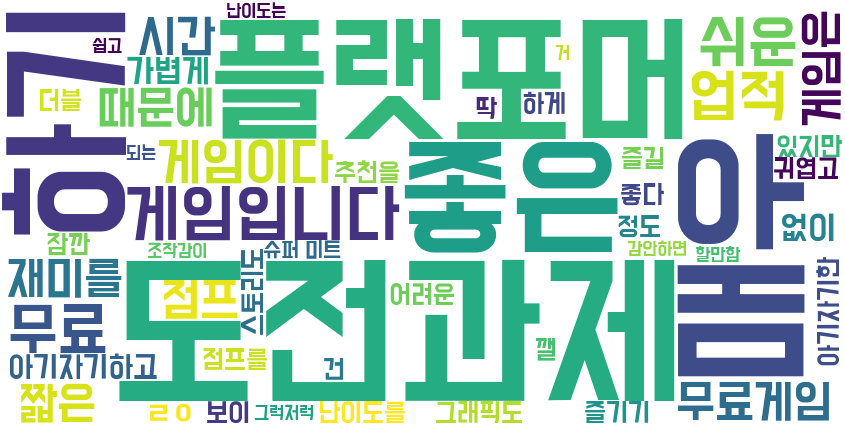 난이도는
쉽고
시간
플랫포머
거
쉬운
게임은
하기
가볍게
더블
때문에
딱
하게
업적
있지만
되는
게임이다
추천을
좋은
즐길
아
귀엽고
게임입니다
좋다
정도
없이
잠깐
조작감이
도리토스
슈퍼 미트
감안하면
할만함
재미를
점프
어려운
도전과제
봄
아기자기한
무료
아기자기하고
점프를
건
깰
짧은
ㄹㅇ
보이
그럭저럭
난이도를
그래픽도
즐기기
무료게임